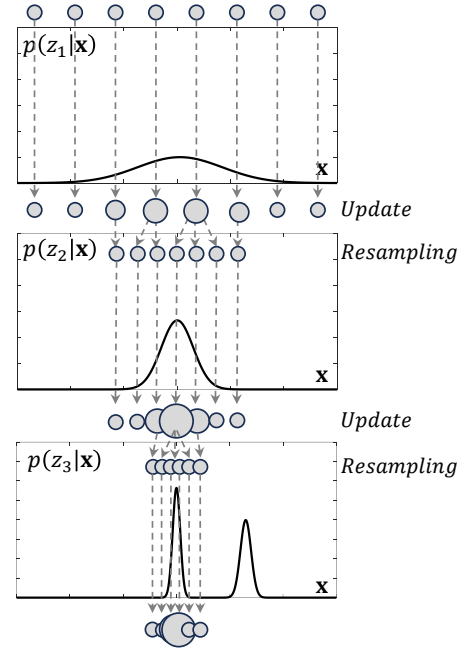 p(z₁|𝐱)
𝐱
Update
p(z₂|𝐱)
Resampling
𝐱
Update
p(z₃|𝐱)
Resampling
𝐱